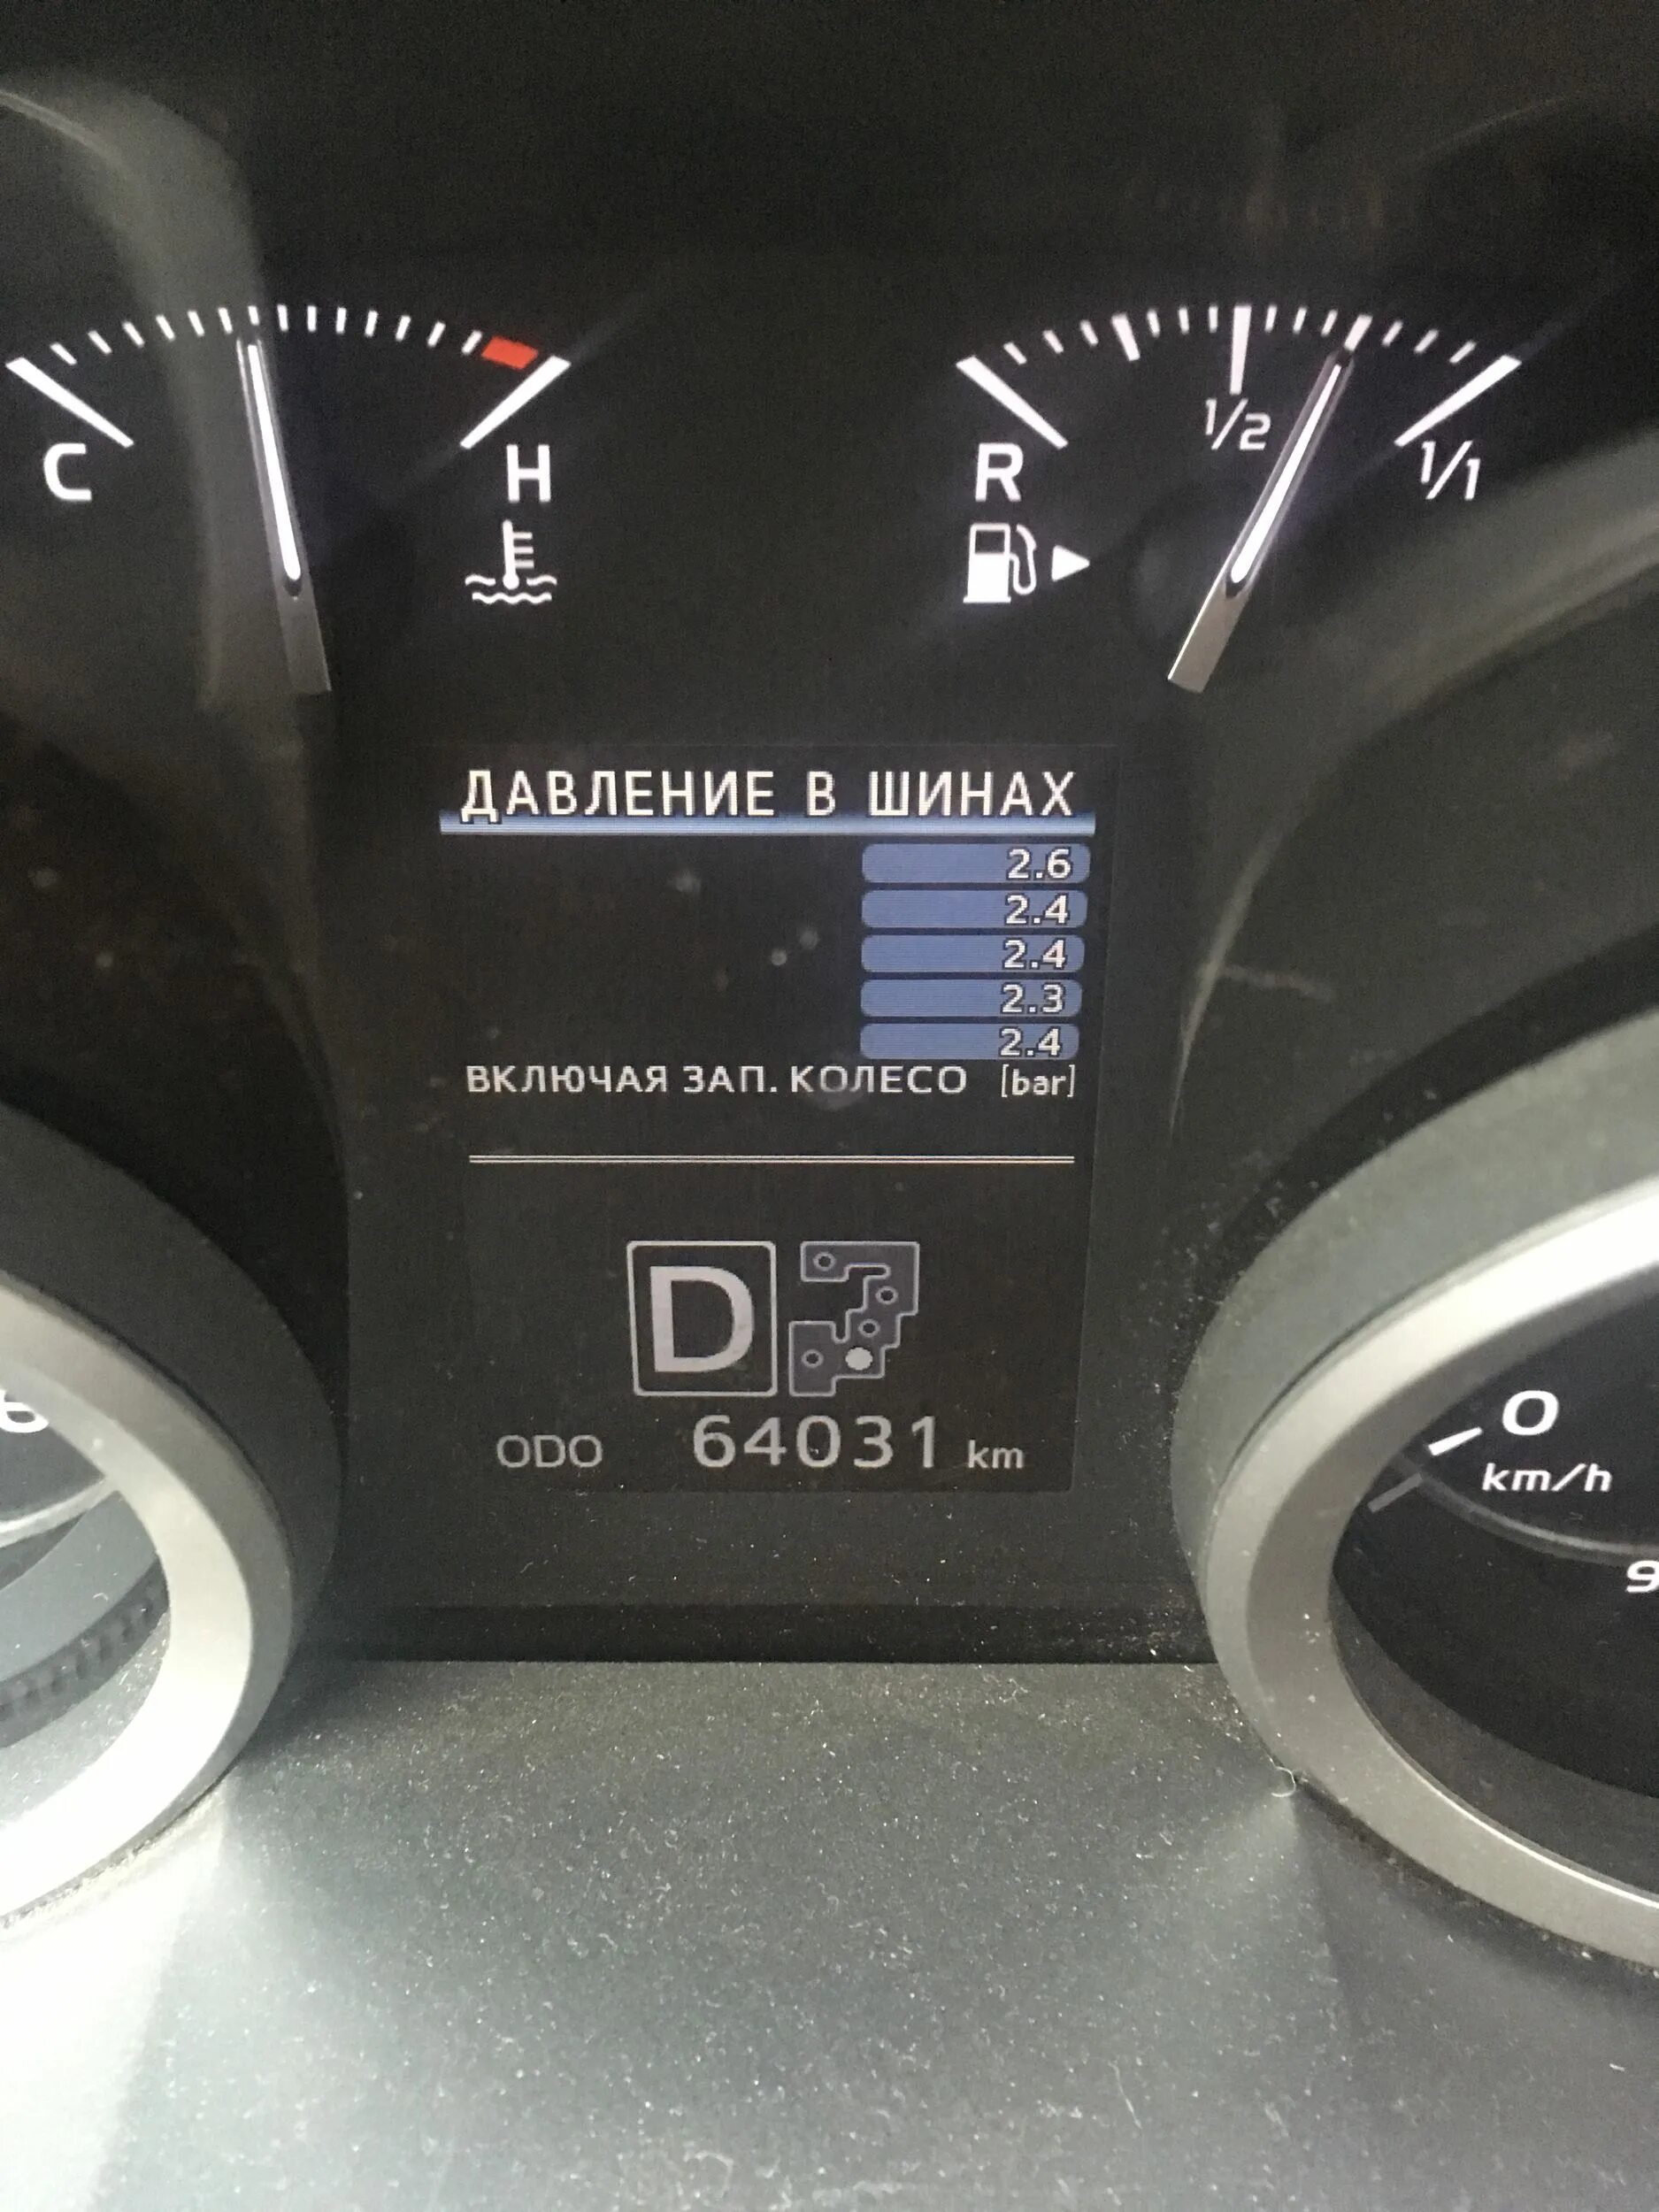 C
H
R
1/2
1/1
ДАВЛЕНИЕ В ШИНАХ
2.6
2.4
2.4
2.3
2.4
ВКЛЮЧАЯ ЗАП. КОЛЕСО [bar]
D
ODO 64031 km
0
km/h
9